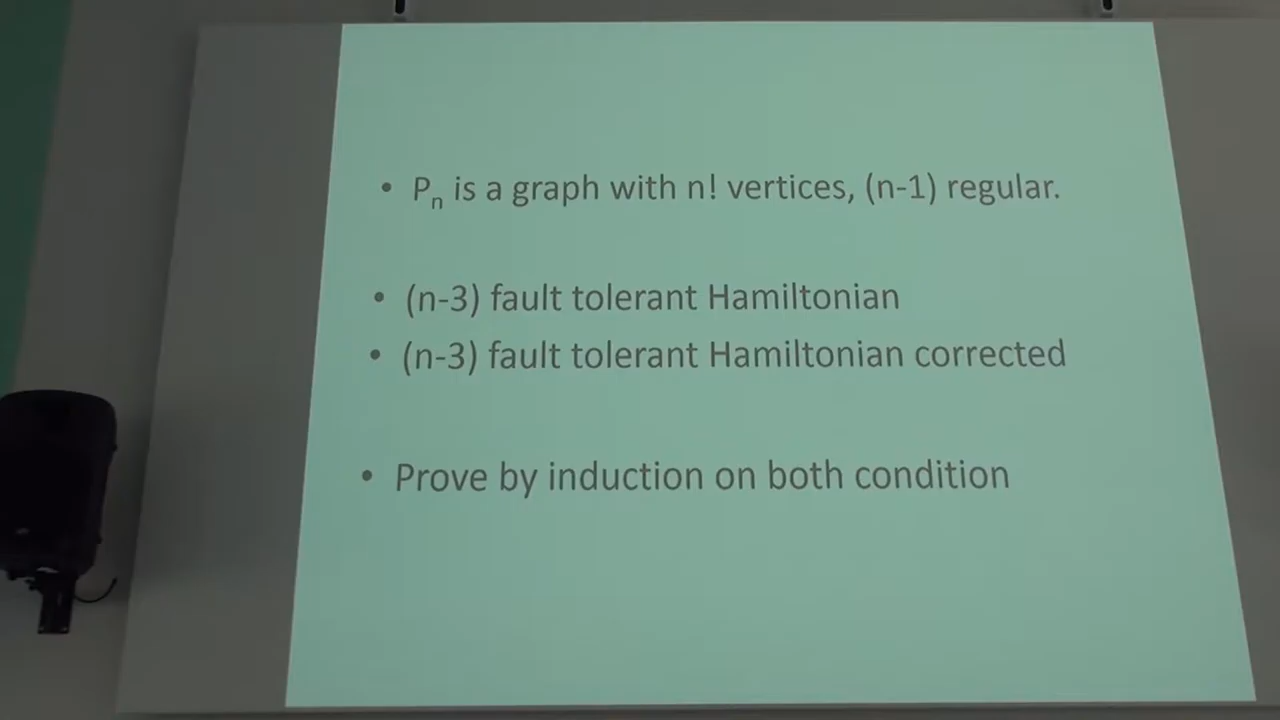 • Pₙ is a graph with n! vertices, (n-1) regular.
• (n-3) fault tolerant Hamiltonian
• (n-3) fault tolerant Hamiltonian corrected
• Prove by induction on both condition